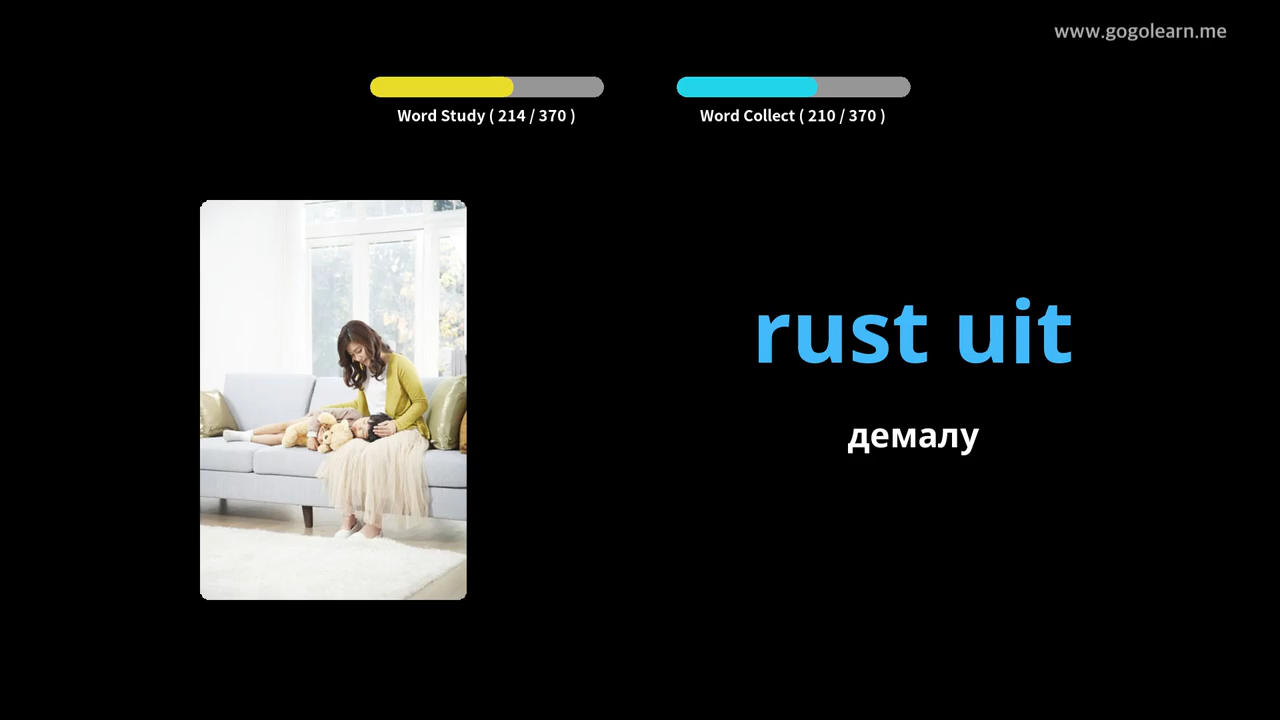 www.gogolearn.me
Word Study ( 214 / 370 )
Word Collect ( 210 / 370 )
rust uit
демалу